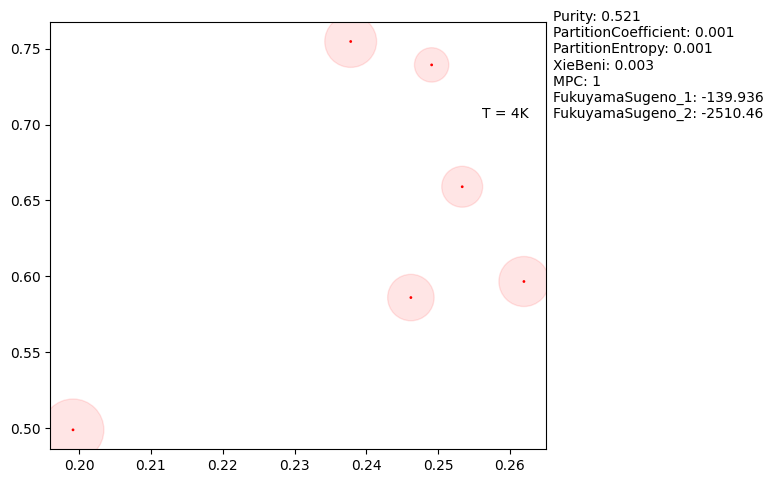 Purity: 0.521
PartitionCoefficient: 0.001
PartitionEntropy: 0.001
XieBeni: 0.003
MPC: 1
FukuyamaSugeno_1: -139.936
FukuyamaSugeno_2: -2510.46
T = 4K
0.75
0.70
0.65
0.60
0.55
0.50
0.20 0.21 0.22 0.23 0.24 0.25 0.26